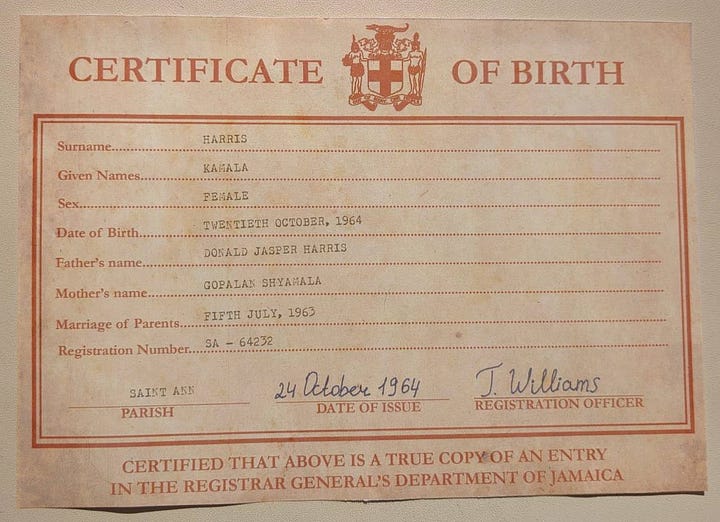 CERTIFICATE OF BIRTH
Surname HARRIS
Given Names KAMALA
Sex FEMALE
Date of Birth TWENTIETH OCTOBER, 1964
Father's name DONALD JASPER HARRIS
Mother's name GOPALAN SHYAMALA
Marriage of Parents FIFTH JULY, 1963
Registration Number SA - 64232
SAINT ANN 24 October 1964 T. Williams
PARISH DATE OF ISSUE REGISTRATION OFFICER
CERTIFIED THAT ABOVE IS A TRUE COPY OF AN ENTRY
IN THE REGISTRAR GENERAL'S DEPARTMENT OF JAMAICA